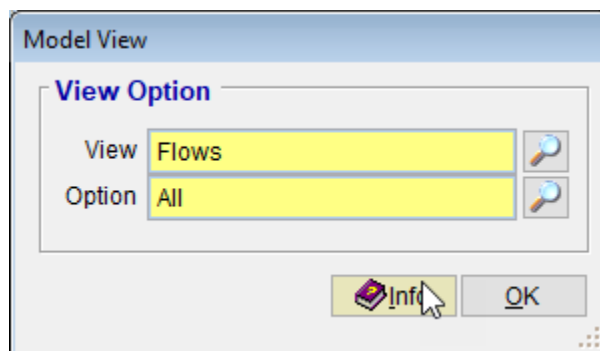 Model View
View Option
View Flows
Option All
Info OK